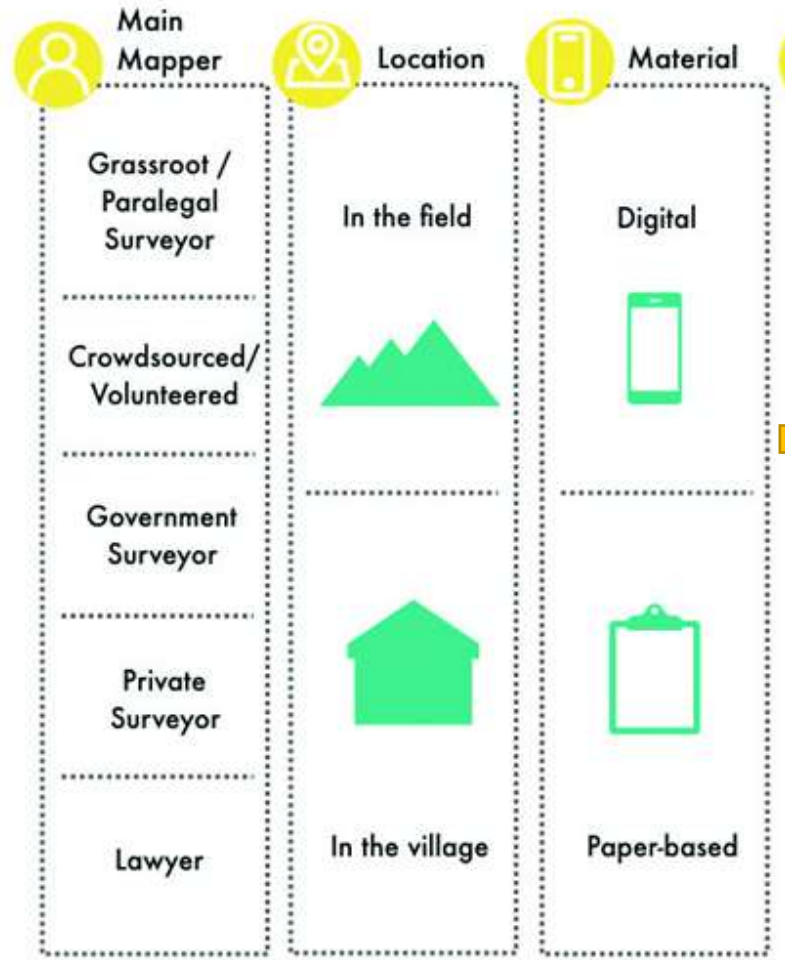 Main
Mapper
Location
Material
Grassroot /
Paralegal
Surveyor
Crowdsourced/
Volunteered
Government
Surveyor
Private
Surveyor
Lawyer
In the field
In the village
Digital
Paper-based